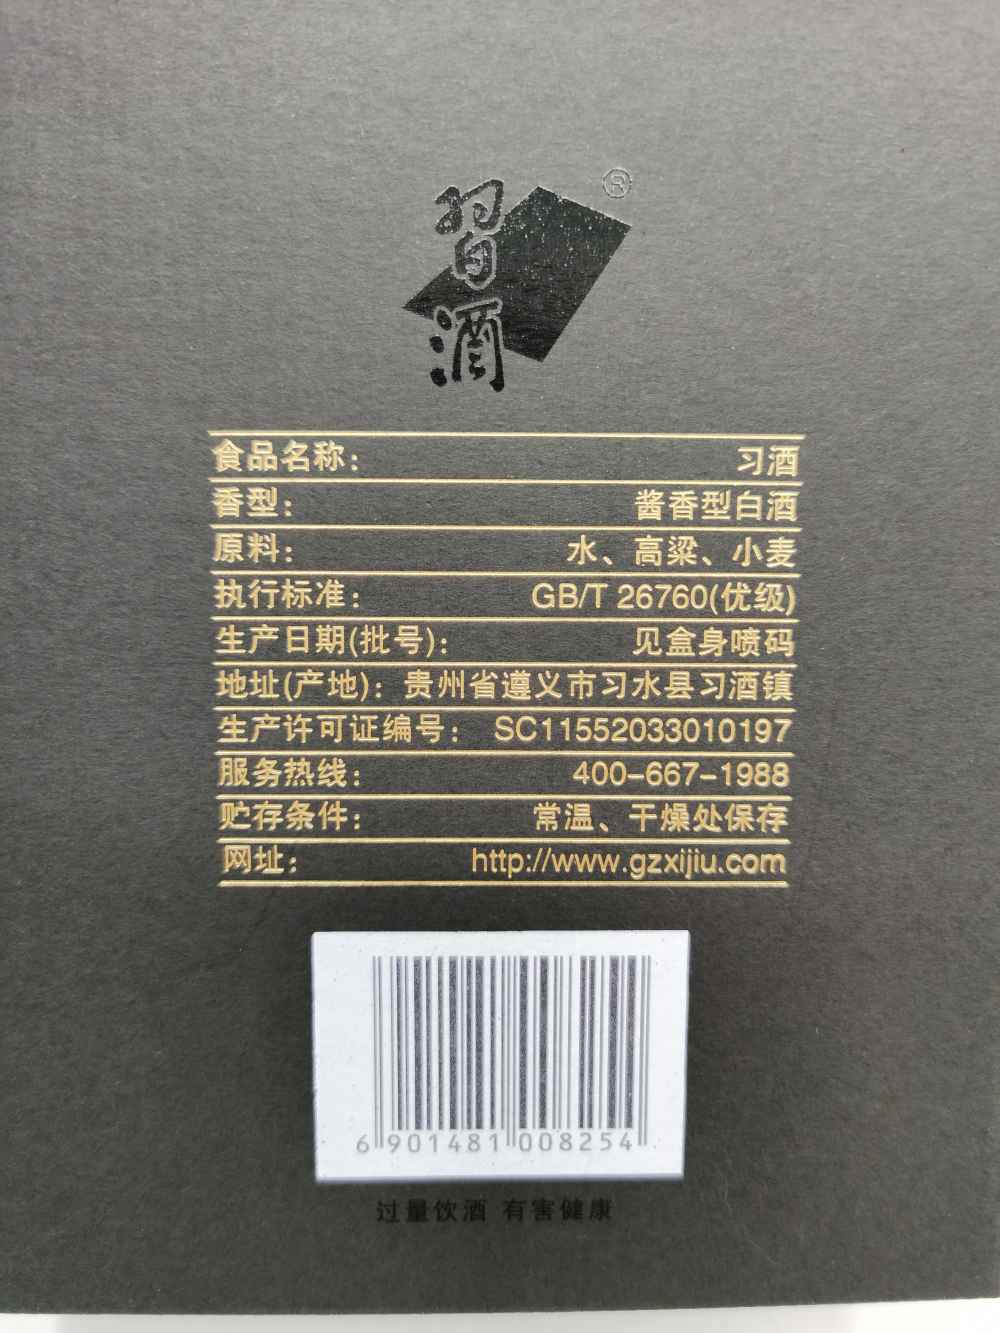 習酒®
食品名称： 习酒
香型： 酱香型白酒
原料： 水、高粱、小麦
执行标准： GB/T 26760(优级)
生产日期(批号)： 见盒身喷码
地址(产地)：贵州省遵义市习水县习酒镇
生产许可证编号： SC11552033010197
服务热线： 400-667-1988
贮存条件： 常温、干燥处保存
网址： http://www.gzxijiu.com
6 901481 008254
过量饮酒 有害健康